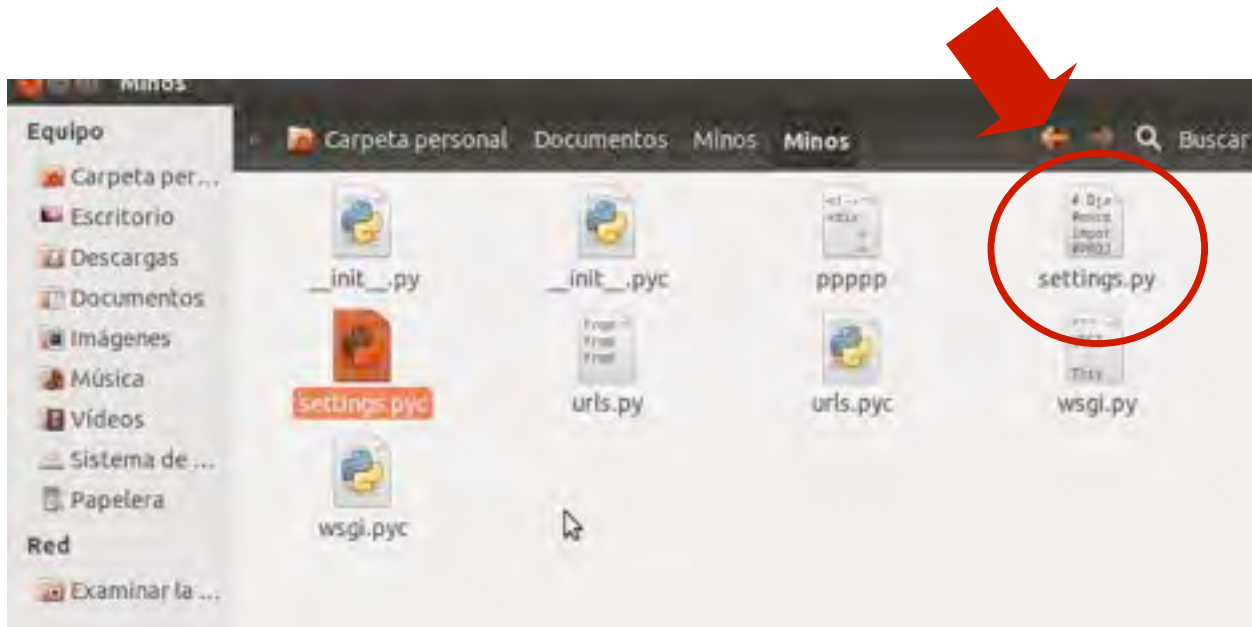 Minos
Equipo
Carpeta personal Documentos Minos Minos
Buscar
Carpeta per...
Escritorio
Descargas
Documentos
Imágenes
Música
Vídeos
Sistema de ...
Papelera
Red
Examinar la ...
__init__.py
__init__.pyc
ppppp
settings.py
settings.pyc
urls.py
urls.pyc
wsgi.py
wsgi.pyc